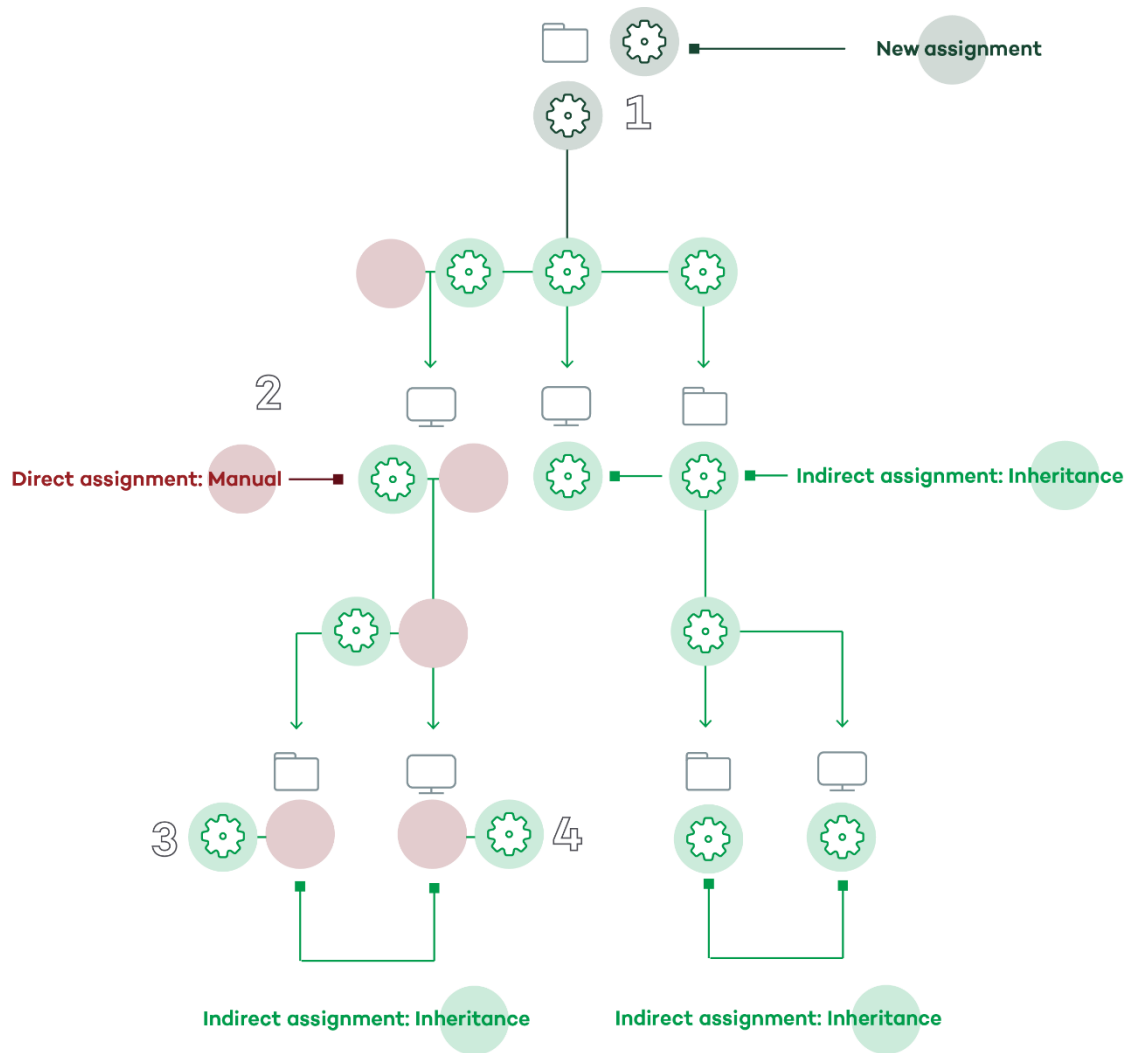 New assignment
1
2
Direct assignment: Manual
Indirect assignment: Inheritance
3
4
Indirect assignment: Inheritance
Indirect assignment: Inheritance